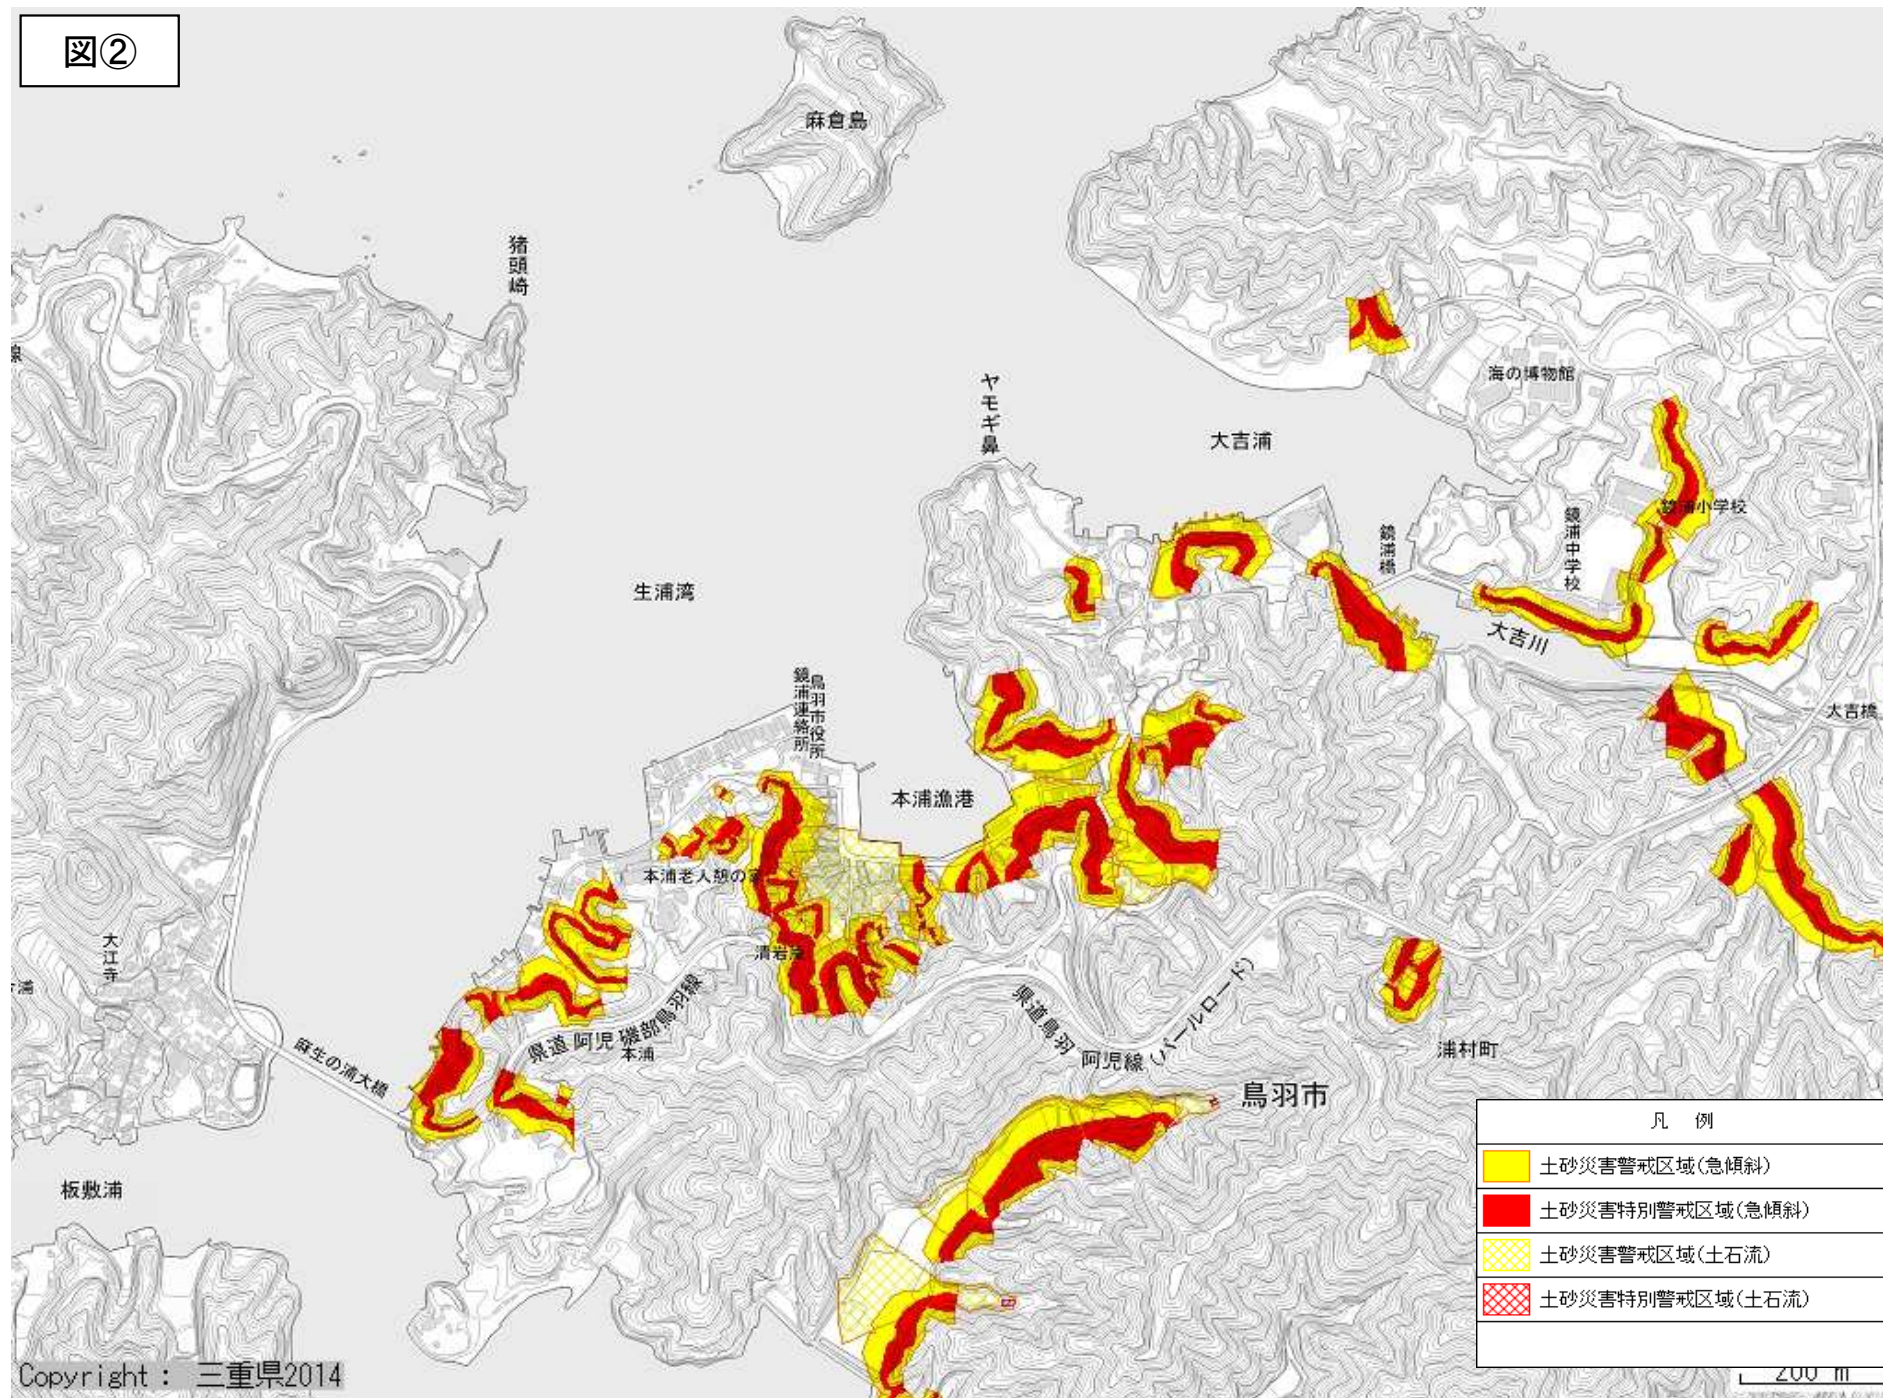 図②
麻倉島
猪頭崎
ヤモギ鼻
海の博物館
大吉浦
鏡浦小学校
鏡浦中学校
鏡浦橋
生浦湾
大吉川
鳥羽市役所
鏡浦連絡所
大吉橋
本浦漁港
本浦老人憩の家
大江寺
清岩庵
県道阿児磯部鳥羽線
本浦
県道鳥羽
阿児線(パールロード)
浦村町
麻生の浦大橋
鳥羽市
板敷浦
凡 例
土砂災害警戒区域(急傾斜)
土砂災害特別警戒区域(急傾斜)
土砂災害警戒区域(土石流)
土砂災害特別警戒区域(土石流)
Copyright : 三重県2014
200 m